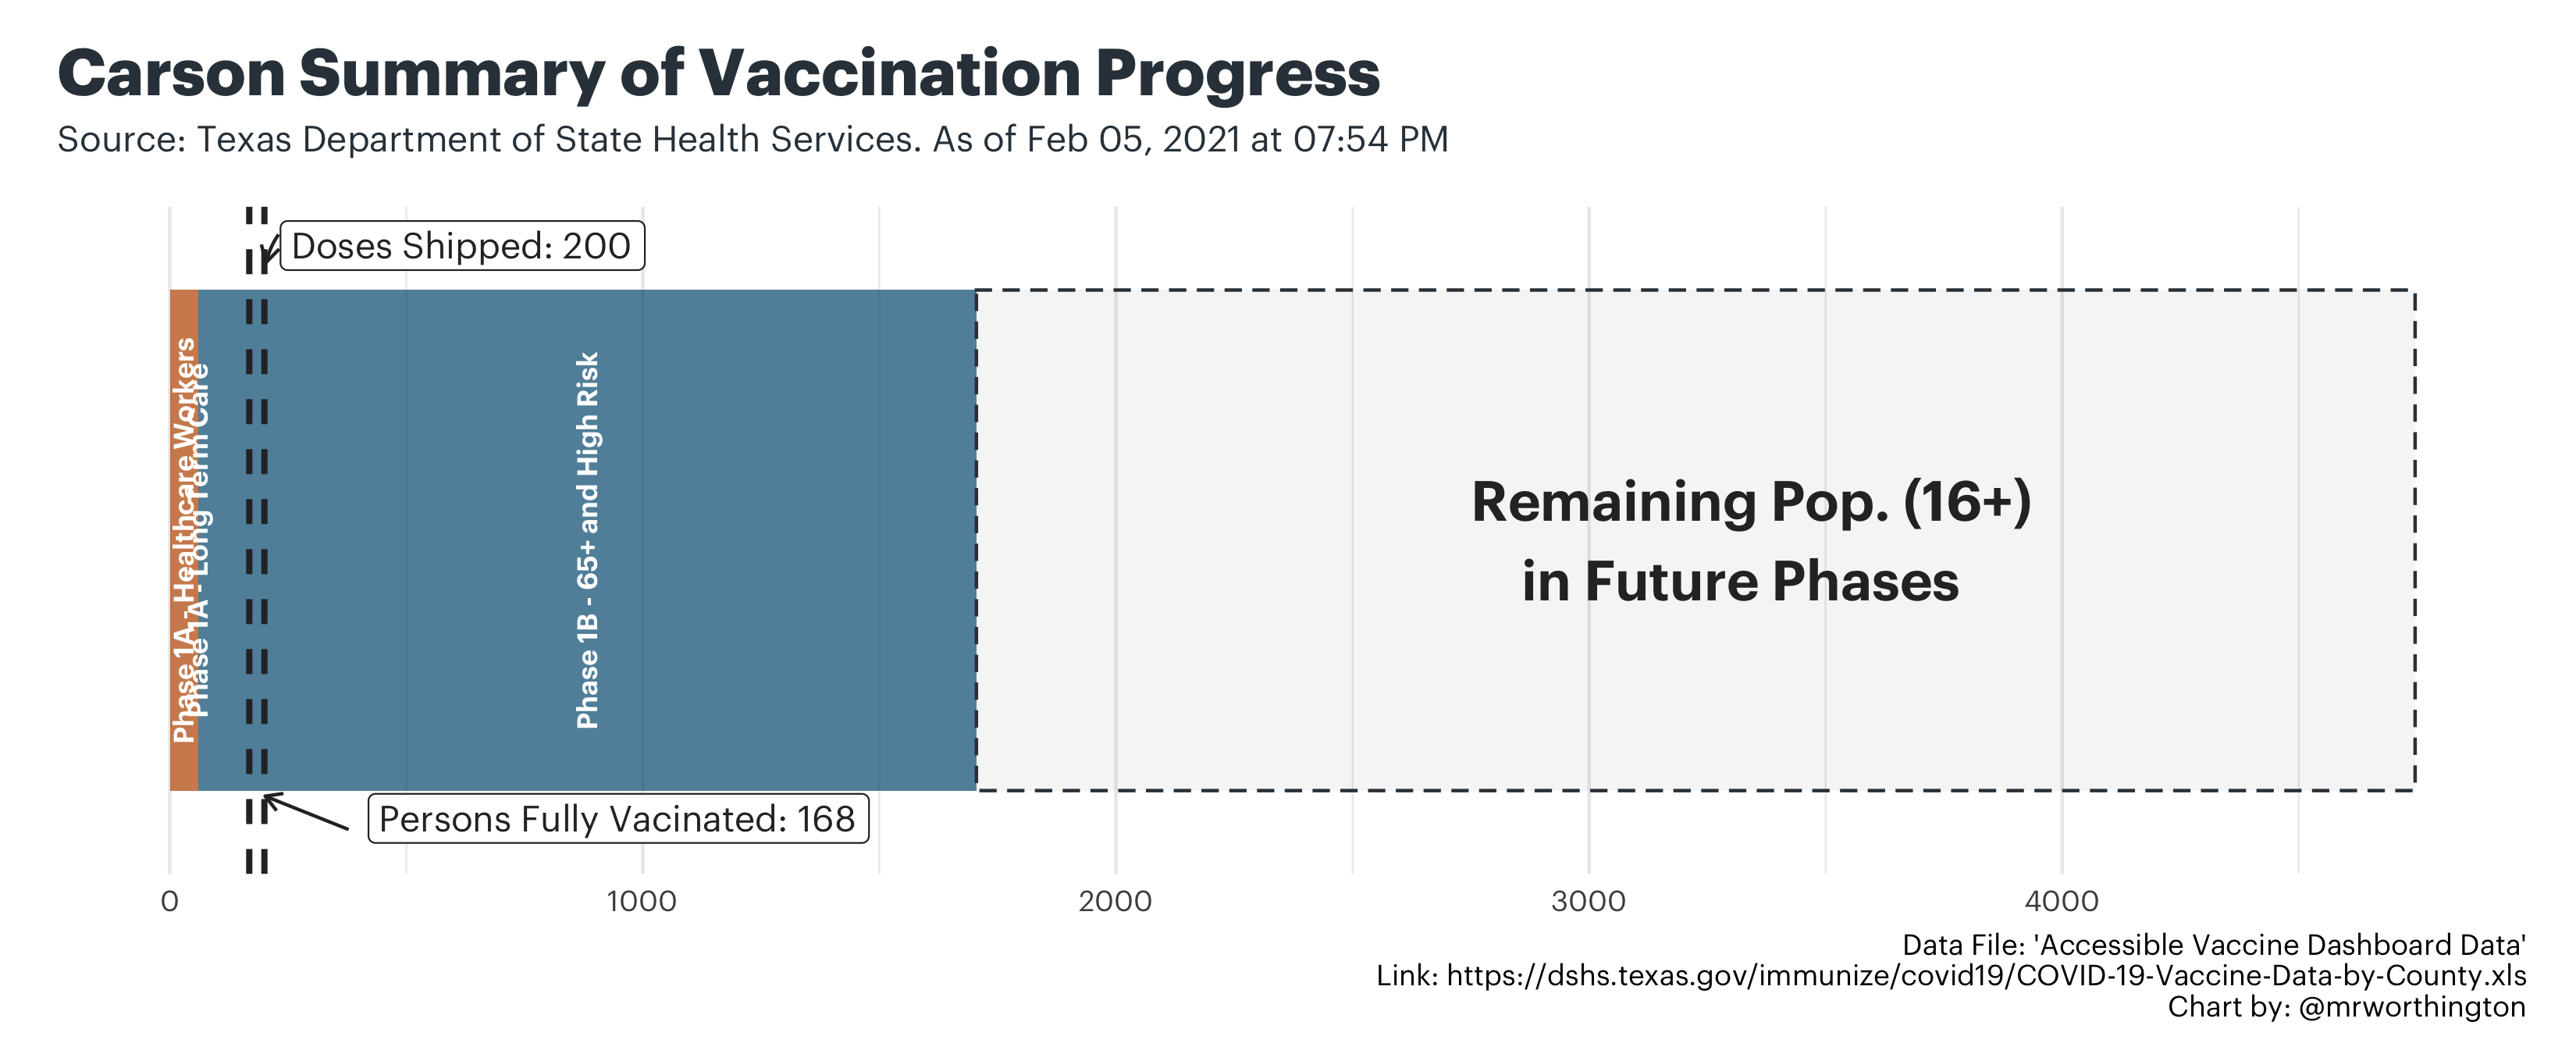 Carson Summary of Vaccination Progress
Source: Texas Department of State Health Services. As of Feb 05, 2021 at 07:54 PM
Doses Shipped: 200
Phase 1A - Healthcare Workers
Phase 1A - Long Term Care
Phase 1B - 65+ and High Risk
Remaining Pop. (16+)
in Future Phases
Persons Fully Vacinated: 168
0 1000 2000 3000 4000
Data File: 'Accessible Vaccine Dashboard Data'
Link: https://dshs.texas.gov/immunize/covid19/COVID-19-Vaccine-Data-by-County.xls
Chart by: @mrworthington